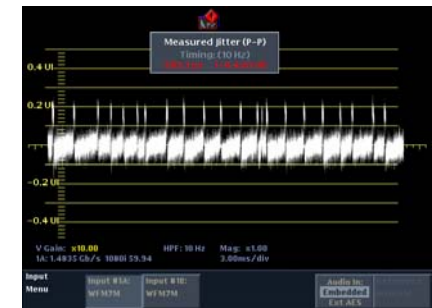 Measured Jitter (P-P)
Timing: (10 Hz)
0.4 UI
0.2 UI
-0.2 UI
-0.4 UI
V Gain: x10.00 HPF: 10 Hz Mag: x1.00
1A: 1.4835 Gb/s 1080i 59.94 3.00ms/div
Input
Menu
Input #1A:
WFM7M
Input #1B:
WFM7M
Audio In:
Embedded
Ext AES